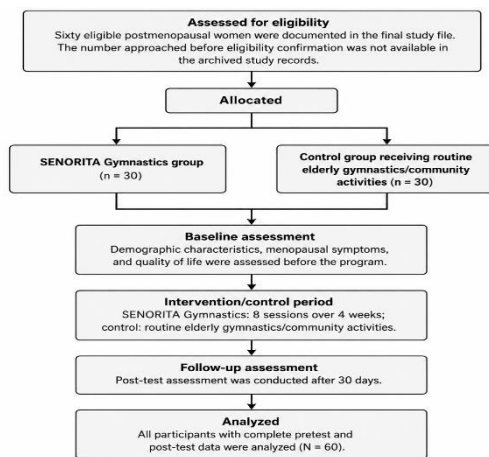 Assessed for eligibility
Sixty eligible postmenopausal women were documented in the final study file.
The number approached before eligibility confirmation was not available in
the archived study records.
Allocated
SENORITA Gymnastics group
(n = 30)
Control group receiving routine
elderly gymnastics/community
activities (n = 30)
Baseline assessment
Demographic characteristics, menopausal symptoms,
and quality of life were assessed before the program.
Intervention/control period
SENORITA Gymnastics: 8 sessions over 4 weeks;
control: routine elderly gymnastics/community activities.
Follow-up assessment
Post-test assessment was conducted after 30 days.
Analyzed
All participants with complete pretest and
post-test data were analyzed (N = 60).